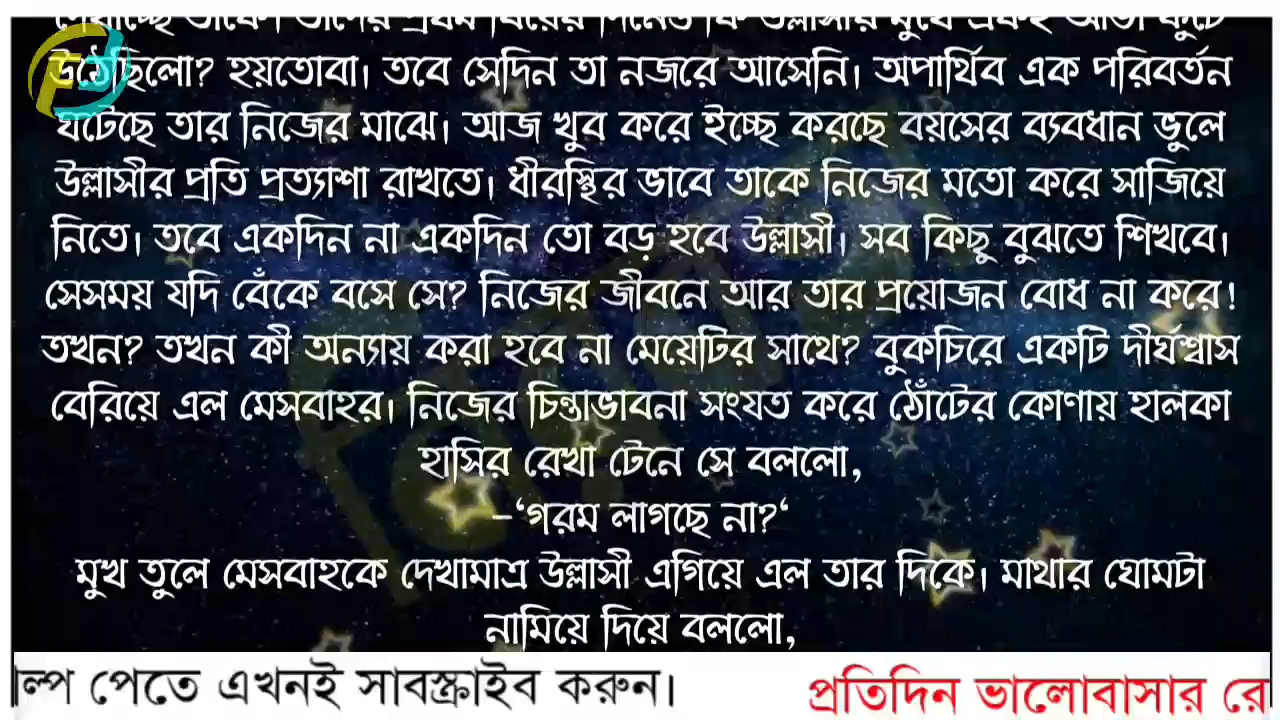 উঠেছিলো? হয়তোবা। তবে সেদিন তা নজরে আসেনি। অপার্থিব এক পরিবর্তন
ঘটেছে তার নিজের মাঝে। আজ খুব করে ইচ্ছে করছে বয়সের ব্যবধান ভুলে
উল্লাসীর প্রতি প্রত্যাশা রাখতে। ধীরস্থির ভাবে তাকে নিজের মতো করে সাজিয়ে
নিতে। তবে একদিন না একদিন তো বড় হবে উল্লাসী। সব কিছু বুঝতে শিখবে।
সেসময় যদি বেঁকে বসে সে? নিজের জীবনে আর তার প্রয়োজন বোধ না করে!
তখন? তখন কী অন্যায় করা হবে না মেয়েটির সাথে? বুকচিরে একটি দীর্ঘশ্বাস
বেরিয়ে এল মেসবাহর। নিজের চিন্তাভাবনা সংযত করে ঠোঁটের কোণায় হালকা
হাসির রেখা টেনে সে বললো,
-‘গরম লাগছে না?‘
মুখ তুলে মেসবাহকে দেখামাত্র উল্লাসী এগিয়ে এল তার দিকে। মাথার ঘোমটা
নামিয়ে দিয়ে বললো,
ল্প পেতে এখনই সাবস্ক্রাইব করুন। প্রতিদিন ভালোবাসার রো